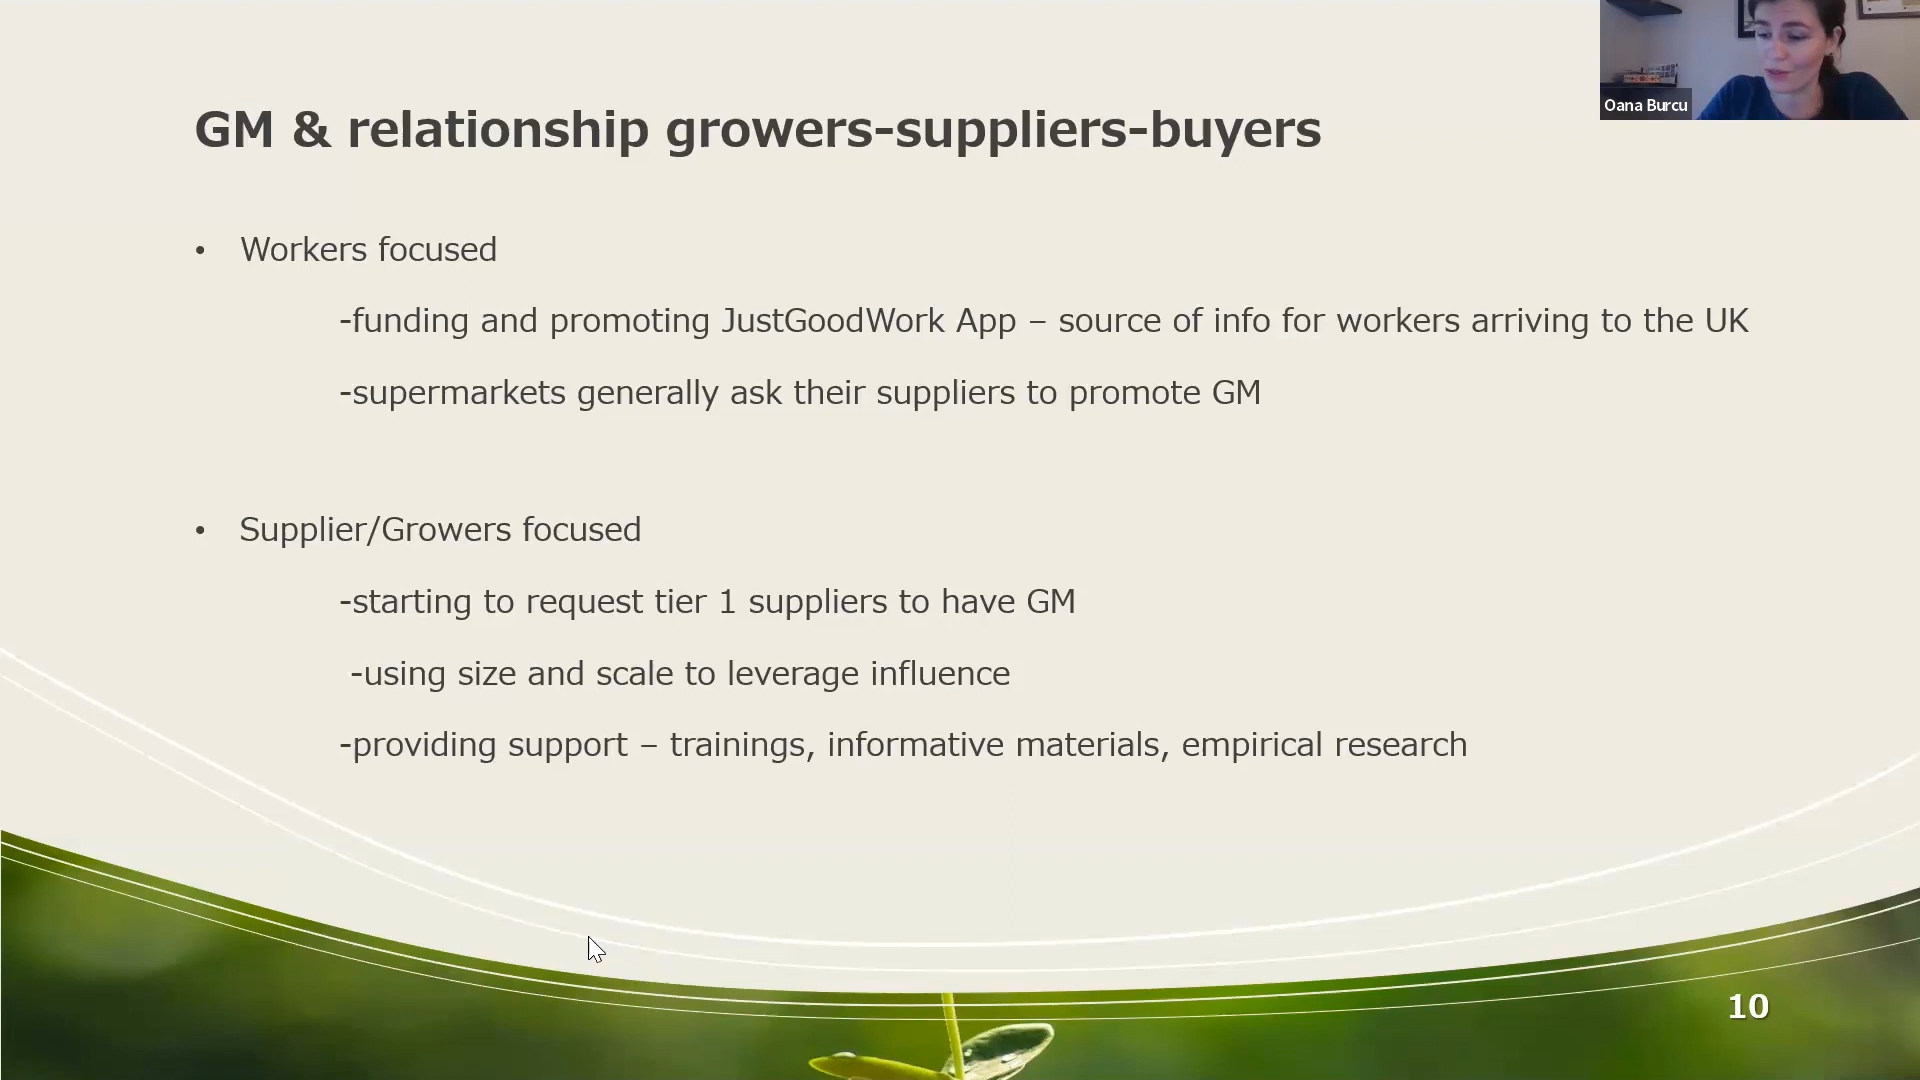 Oana Burcu
GM & relationship growers-suppliers-buyers
• Workers focused
-funding and promoting JustGoodWork App – source of info for workers arriving to the UK
-supermarkets generally ask their suppliers to promote GM
• Supplier/Growers focused
-starting to request tier 1 suppliers to have GM
-using size and scale to leverage influence
-providing support – trainings, informative materials, empirical research
10